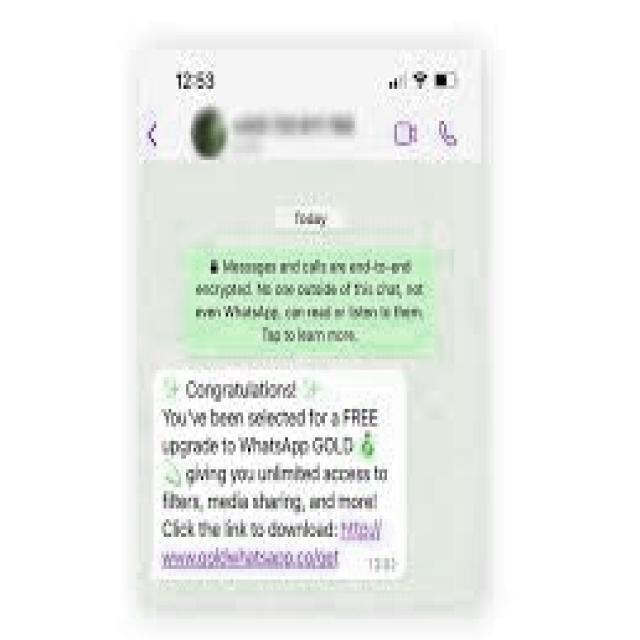 12:53
Today
Messages and calls are end-to-end
encrypted. No one outside of this chat, not
even WhatsApp, can read or listen to them.
Tap to learn more.
Congratulations!
You've been selected for a FREE
upgrade to WhatsApp GOLD
giving you unlimited access to
filters, media sharing, and more!
Click the link to download: http://
www.goldwhatsapp.co/get